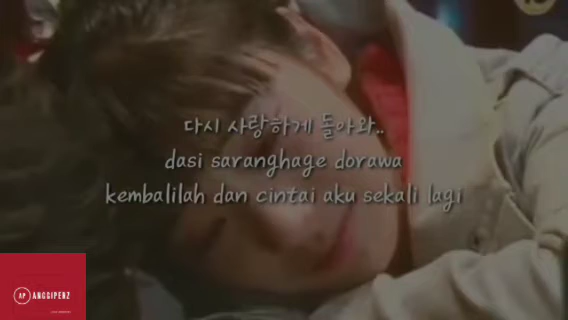 다시 사랑하게 돌아와..
dasi saranghage dorawa
kembalilah dan cintai aku sekali lagi
AP ANGGIPERZ